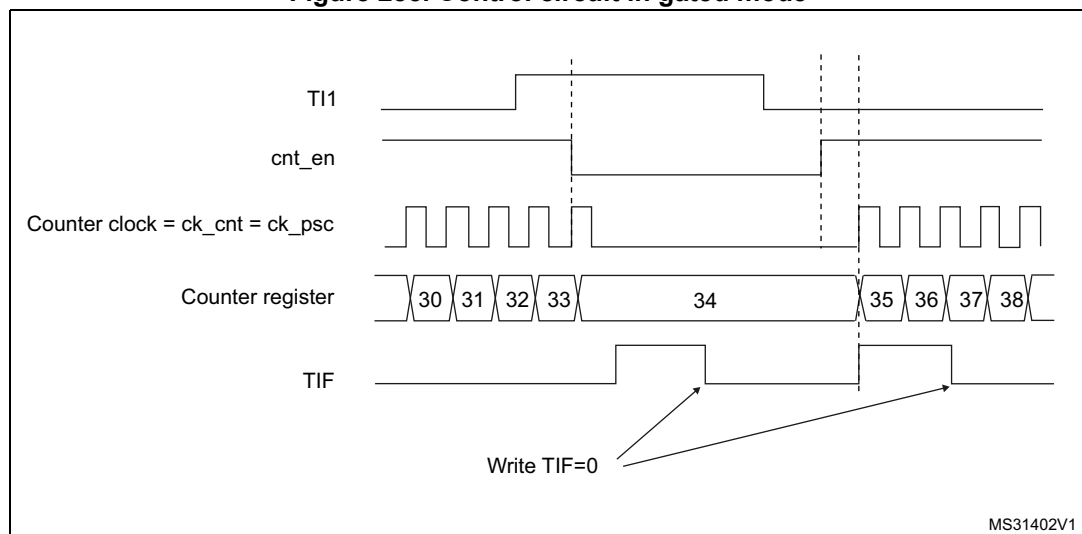 TI1
cnt_en
Counter clock = ck_cnt = ck_psc
Counter register
30 31 32 33 34 35 36 37 38
TIF
Write TIF=0
MS31402V1